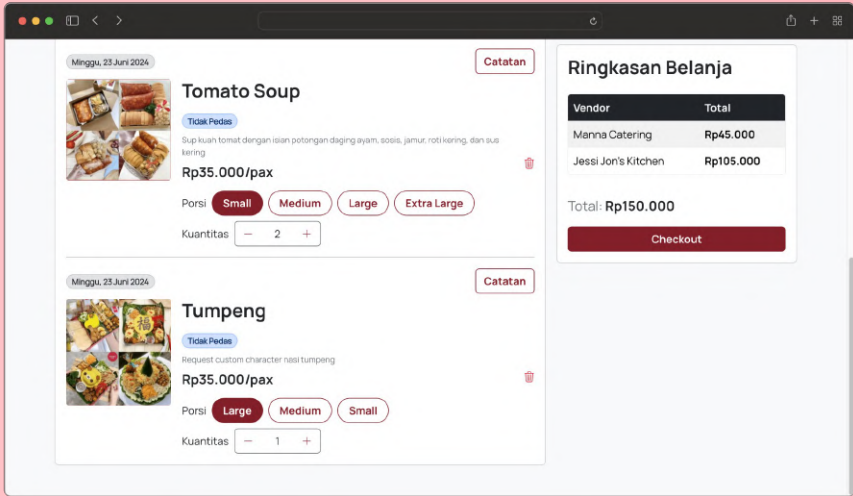 Minggu, 23 Juni 2024
Catatan
Tomato Soup
Tidak Pedas
Sup kuah tomat dengan isian potongan daging ayam, sosis, jamur, roti kering, dan sus
kering
Rp35.000/pax
Porsi Small Medium Large Extra Large
Kuantitas − 2 +
Minggu, 23 Juni 2024
Catatan
Tumpeng
Tidak Pedas
Request custom character nasi tumpeng
Rp35.000/pax
Porsi Large Medium Small
Kuantitas − 1 +
Ringkasan Belanja
Vendor Total
Manna Catering Rp45.000
Jessi Jon's Kitchen Rp105.000
Total: Rp150.000
Checkout
福